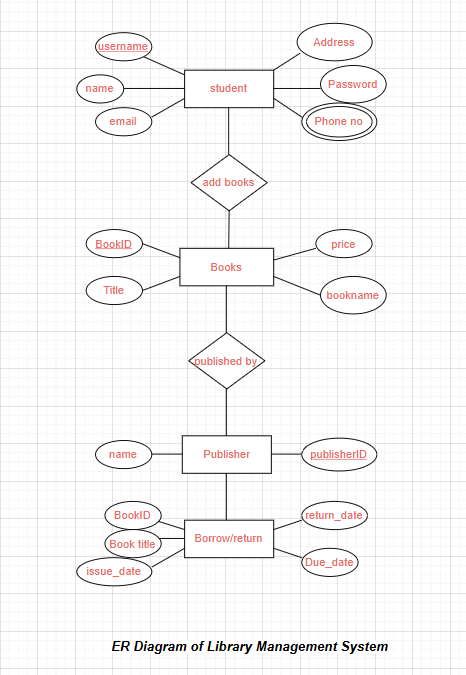 username
Address
name
student
Password
email
Phone no
add books
BookID
price
Books
Title
bookname
published by
name
Publisher
publisherID
BookID
return_date
Book title
Borrow/return
issue_date
Due_date
ER Diagram of Library Management System